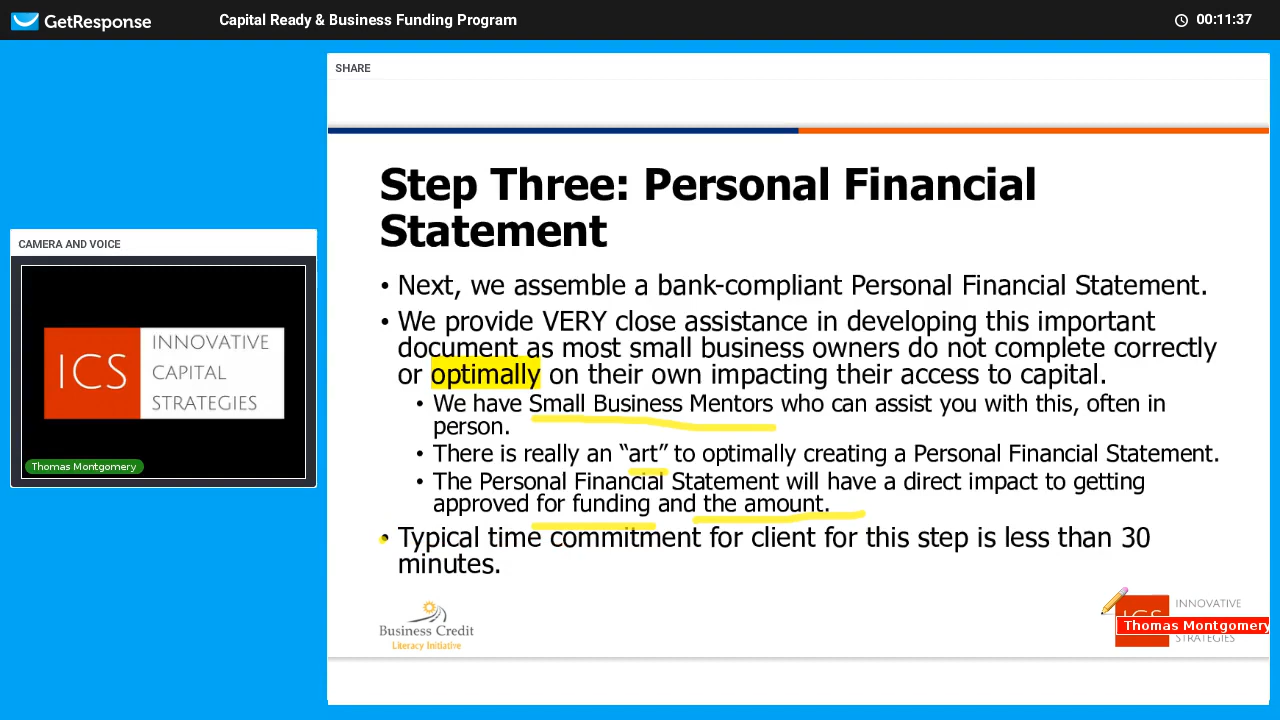 GetResponse
Capital Ready & Business Funding Program
00:11:37
SHARE
CAMERA AND VOICE
ICS
INNOVATIVE
CAPITAL
STRATEGIES
Thomas Montgomery
Step Three: Personal Financial
Statement
• Next, we assemble a bank-compliant Personal Financial Statement.
• We provide VERY close assistance in developing this important
document as most small business owners do not complete correctly
or optimally on their own impacting their access to capital.
• We have Small Business Mentors who can assist you with this, often in
person.
• There is really an “art” to optimally creating a Personal Financial Statement.
• The Personal Financial Statement will have a direct impact to getting
approved for funding and the amount.
• Typical time commitment for client for this step is less than 30
minutes.
Business Credit
Literacy Initiative
ICS
INNOVATIVE
Thomas Montgomery
STRATEGIES